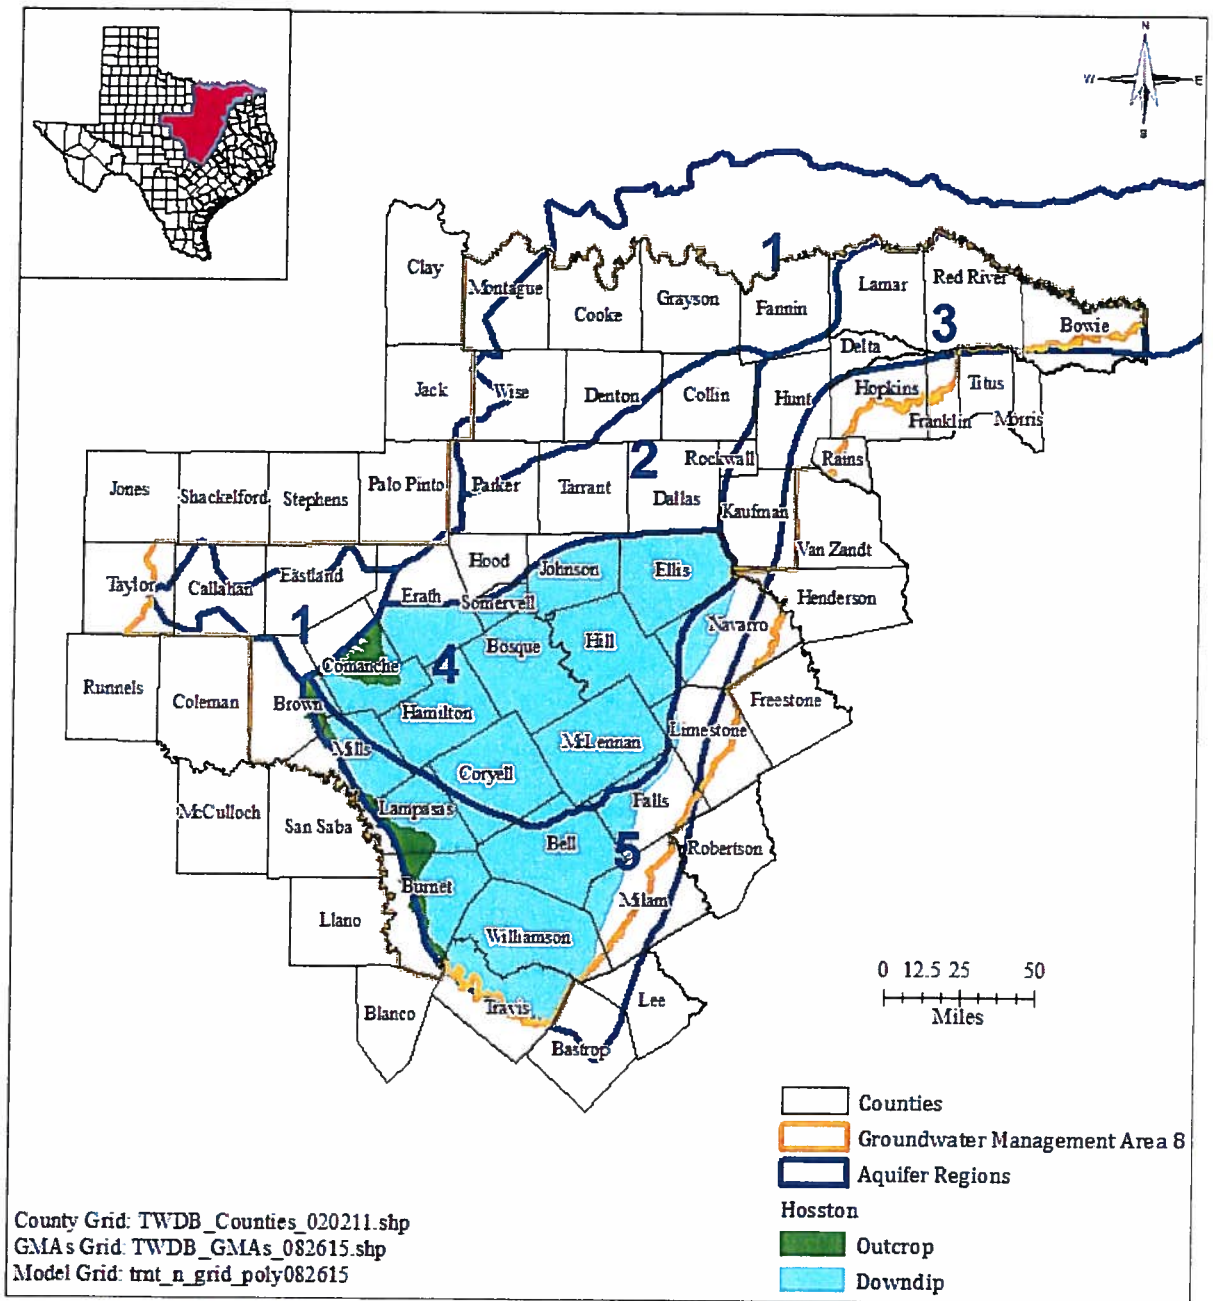 N
W
E
S
1
Clay
Montague
Cooke
Grayson
Fannin
Lamar
Red River
3
Bowie
Delta
Jack
Wise
Denton
Collin
Hunt
Hopkins
Titus
Franklin
Morris
2
Rockwall
Rains
Jones
Shackelford
Stephens
Palo Pinto
Parker
Tarrant
Dallas
Kaufman
Van Zandt
Taylor
Callahan
Eastland
Hood
Johnson
Ellis
Erath
Somervell
Henderson
1
Navarro
Comanche
4
Bosque
Hill
Runnels
Coleman
Brown
Hamilton
Freestone
Limestone
Mills
McLennan
Coryell
McCulloch
San Saba
Lampasas
Falls
Bell
5
Robertson
Burnet
Milam
Llano
Williamson
Blanco
Travis
Lee
Bastrop
0 12.5 25 50
Miles
Counties
Groundwater Management Area 8
Aquifer Regions
Hosston
Outcrop
Downdip
County Grid: TWDB_Counties_020211.shp
GMAs Grid: TWDB_GMAs_082615.shp
Model Grid: trnt_n_grid_poly082615